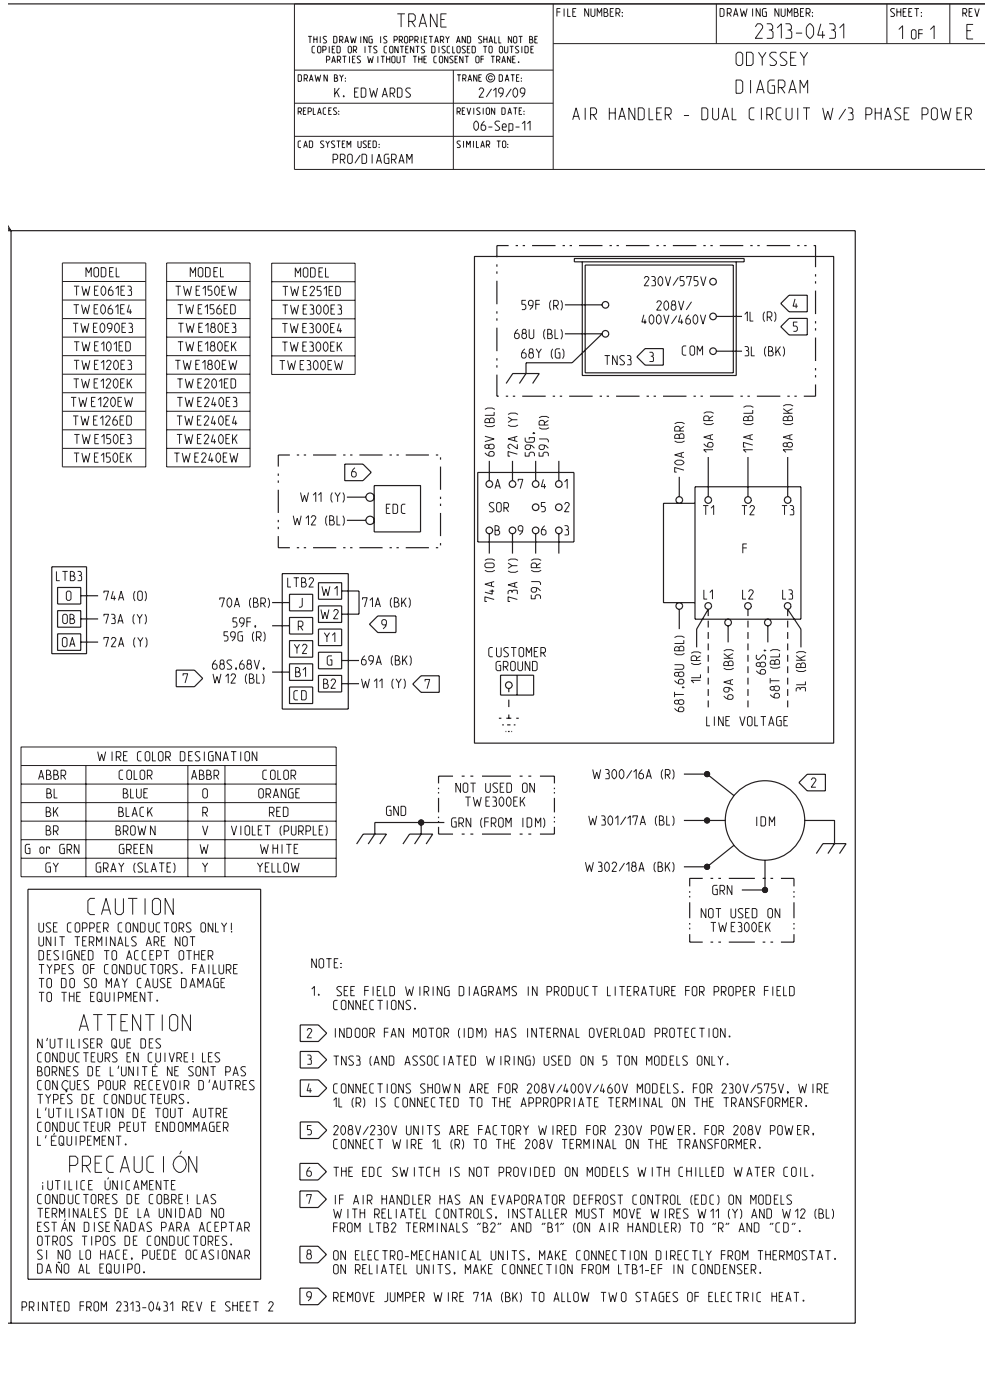 TRANE
THIS DRAWING IS PROPRIETARY AND SHALL NOT BE
COPIED OR ITS CONTENTS DISCLOSED TO OUTSIDE
PARTIES WITHOUT THE CONSENT OF TRANE.
DRAWN BY:
K. EDWARDS
TRANE © DATE:
2/19/09
REPLACES:
REVISION DATE:
06-Sep-11
CAD SYSTEM USED:
PRO/DIAGRAM
SIMILAR TO:
FILE NUMBER:
DRAWING NUMBER:
2313-0431
SHEET:
1 OF 1
REV
E
ODYSSEY
DIAGRAM
AIR HANDLER - DUAL CIRCUIT W/3 PHASE POWER
MODEL
TWE061E3
TWE061E4
TWE090E3
TWE101ED
TWE120E3
TWE120EK
TWE120EW
TWE126ED
TWE150E3
TWE150EK
MODEL
TWE150EW
TWE156ED
TWE180E3
TWE180EK
TWE180EW
TWE201ED
TWE240E3
TWE240E4
TWE240EK
TWE240EW
MODEL
TWE251ED
TWE300E3
TWE300E4
TWE300EK
TWE300EW
230V/575V
59F (R)
208V/
400V/460V
1L (R)
4
5
68U (BL)
68Y (G)
TNS3
3
COM
3L (BK)
68V (BL)
72A (Y)
59G,
59J (R)
A 7 4 1
SOR 5 2
B 9 6 3
74A (O)
73A (Y)
59J (R)
70A (BR)
16A (R)
17A (BL)
18A (BK)
T1 T2 T3
F
L1 L2 L3
68T,68U (BL)
1L (R)
69A (BK)
68S,
68T (BL)
3L (BK)
LINE VOLTAGE
CUSTOMER
GROUND
6
W11 (Y)
W12 (BL)
EDC
LTB3
O 74A (O)
OB 73A (Y)
OA 72A (Y)
LTB2
70A (BR) J
W1
W2
71A (BK)
59F,
59G (R)
R
Y1
9
Y2
G 69A (BK)
7
68S,68V,
W12 (BL)
B1
B2 W11 (Y) 7
CD
WIRE COLOR DESIGNATION
ABBR COLOR ABBR COLOR
BL BLUE O ORANGE
BK BLACK R RED
BR BROWN V VIOLET (PURPLE)
G or GRN GREEN W WHITE
GY GRAY (SLATE) Y YELLOW
GND
NOT USED ON
TWE300EK
GRN (FROM IDM)
W300/16A (R)
W301/17A (BL)
W302/18A (BK)
IDM
2
GRN
NOT USED ON
TWE300EK
CAUTION
USE COPPER CONDUCTORS ONLY!
UNIT TERMINALS ARE NOT
DESIGNED TO ACCEPT OTHER
TYPES OF CONDUCTORS. FAILURE
TO DO SO MAY CAUSE DAMAGE
TO THE EQUIPMENT.
ATTENTION
N'UTILISER QUE DES
CONDUCTEURS EN CUIVRE! LES
BORNES DE L'UNITÉ NE SONT PAS
CONÇUES POUR RECEVOIR D'AUTRES
TYPES DE CONDUCTEURS.
L'UTILISATION DE TOUT AUTRE
CONDUCTEUR PEUT ENDOMMAGER
L'ÉQUIPEMENT.
PRECAUCIÓN
¡UTILICE ÚNICAMENTE
CONDUCTORES DE COBRE! LAS
TERMINALES DE LA UNIDAD NO
ESTÁN DISEÑADAS PARA ACEPTAR
OTROS TIPOS DE CONDUCTORES.
SI NO LO HACE, PUEDE OCASIONAR
DAÑO AL EQUIPO.
PRINTED FROM 2313-0431 REV E SHEET 2
NOTE:
1. SEE FIELD WIRING DIAGRAMS IN PRODUCT LITERATURE FOR PROPER FIELD
CONNECTIONS.
2 INDOOR FAN MOTOR (IDM) HAS INTERNAL OVERLOAD PROTECTION.
3 TNS3 (AND ASSOCIATED WIRING) USED ON 5 TON MODELS ONLY.
4 CONNECTIONS SHOWN ARE FOR 208V/400V/460V MODELS. FOR 230V/575V, WIRE
1L (R) IS CONNECTED TO THE APPROPRIATE TERMINAL ON THE TRANSFORMER.
5 208V/230V UNITS ARE FACTORY WIRED FOR 230V POWER. FOR 208V POWER,
CONNECT WIRE 1L (R) TO THE 208V TERMINAL ON THE TRANSFORMER.
6 THE EDC SWITCH IS NOT PROVIDED ON MODELS WITH CHILLED WATER COIL.
7 IF AIR HANDLER HAS AN EVAPORATOR DEFROST CONTROL (EDC) ON MODELS
WITH RELIATEL CONTROLS, INSTALLER MUST MOVE WIRES W11 (Y) AND W12 (BL)
FROM LTB2 TERMINALS "B2" AND "B1" (ON AIR HANDLER) TO "R" AND "CD".
8 ON ELECTRO-MECHANICAL UNITS, MAKE CONNECTION DIRECTLY FROM THERMOSTAT.
ON RELIATEL UNITS, MAKE CONNECTION FROM LTB1-EF IN CONDENSER.
9 REMOVE JUMPER WIRE 71A (BK) TO ALLOW TWO STAGES OF ELECTRIC HEAT.